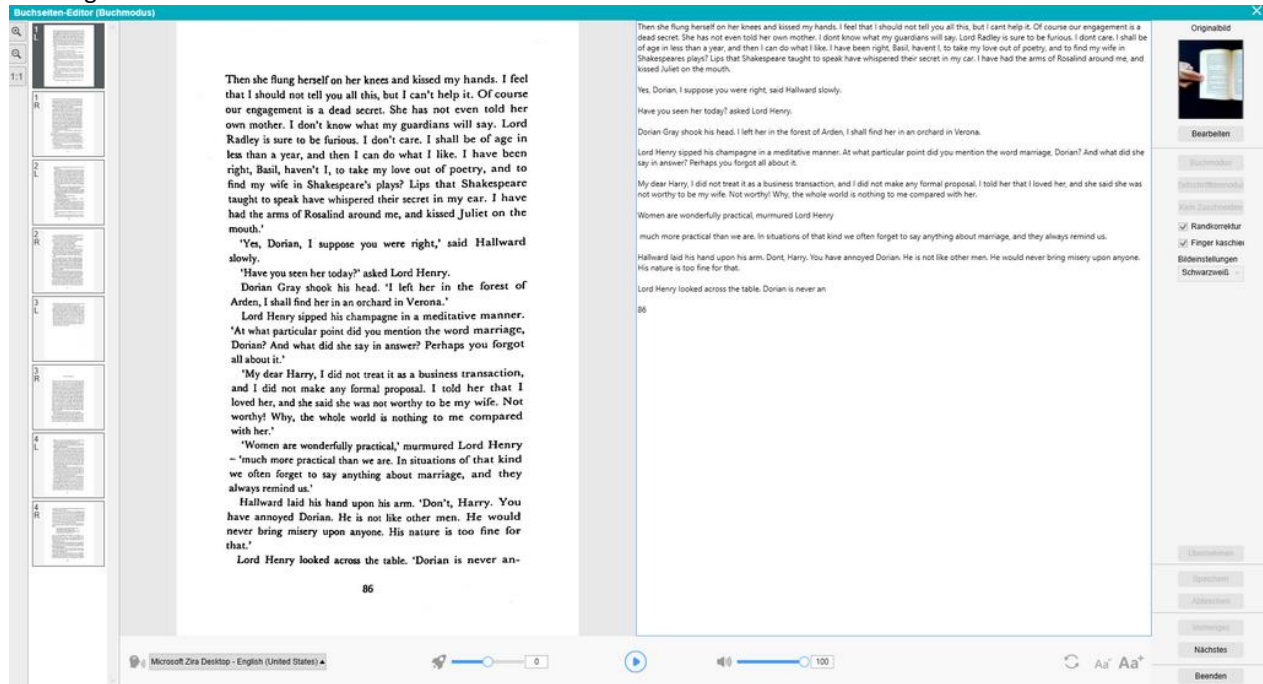 Buchseiten-Editor (Buchmodus)
1:1
1
L
1
R
2
L
2
R
3
L
3
R
4
L
4
R
Then she flung herself on her knees and kissed my hands. I feel
that I should not tell you all this, but I can't help it. Of course
our engagement is a dead secret. She has not even told her
own mother. I don't know what my guardians will say. Lord
Radley is sure to be furious. I don't care. I shall be of age in
less than a year, and then I can do what I like. I have been
right, Basil, haven't I, to take my love out of poetry, and to
find my wife in Shakespeare's plays? Lips that Shakespeare
taught to speak have whispered their secret in my ear. I have
had the arms of Rosalind around me, and kissed Juliet on the
mouth.'
'Yes, Dorian, I suppose you were right,' said Hallward
slowly.
'Have you seen her today?' asked Lord Henry.
Dorian Gray shook his head. 'I left her in the forest of
Arden, I shall find her in an orchard in Verona.'
Lord Henry sipped his champagne in a meditative manner.
'At what particular point did you mention the word marriage,
Dorian? And what did she say in answer? Perhaps you forgot
all about it.'
'My dear Harry, I did not treat it as a business transaction,
and I did not make any formal proposal. I told her that I
loved her, and she said she was not worthy to be my wife. Not
worthy! Why, the whole world is nothing to me compared
with her.'
'Women are wonderfully practical,' murmured Lord Henry
– 'much more practical than we are. In situations of that kind
we often forget to say anything about marriage, and they
always remind us.'
Hallward laid his hand upon his arm. 'Don't, Harry. You
have annoyed Dorian. He is not like other men. He would
never bring misery upon anyone. His nature is too fine for
that.'
Lord Henry looked across the table. 'Dorian is never an-
86
Then she flung herself on her knees and kissed my hands. I feel that I should not tell you all this, but I cant help it. Of course our engagement is a
dead secret. She has not even told her own mother. I dont know what my guardians will say. Lord Radley is sure to be furious. I dont care. I shall be
of age in less than a year, and then I can do what I like. I have been right, Basil, havent I, to take my love out of poetry, and to find my wife in
Shakespeares plays? Lips that Shakespeare taught to speak have whispered their secret in my car. I have had the arms of Rosalind around me, and
kissed Juliet on the mouth.
Yes, Dorian, I suppose you were right, said Hallward slowly.
Have you seen her today? asked Lord Henry.
Dorian Gray shook his head. I left her in the forest of Arden, I shall find her in an orchard in Verona.
Lord Henry sipped his champagne in a meditative manner. At what particular point did you mention the word marriage, Dorian? And what did she
say in answer? Perhaps you forgot all about it.
My dear Harry, I did not treat it as a business transaction, and I did not make any formal proposal. I told her that I loved her, and she said she was
not worthy to be my wife. Not worthy! Why, the whole world is nothing to me compared with her.
Women are wonderfully practical, murmured Lord Henry
much more practical than we are. In situations of that kind we often forget to say anything about marriage, and they always remind us.
Hallward laid his hand upon his arm. Dont, Harry. You have annoyed Dorian. He is not like other men. He would never bring misery upon anyone.
His nature is too fine for that.
Lord Henry looked across the table. Dorian is never an
86
Originalbild
Bearbeiten
Buchmodus
Kein Zuschneiden
Randkorrektur
Finger kaschier
Bildeinstellungen
Schwarzweiß
Übernehmen
Speichern
Abbrechen
Vorheriges
Nächstes
Beenden
Microsoft Zira Desktop - English (United States)
0
100
Aa-
Aa+